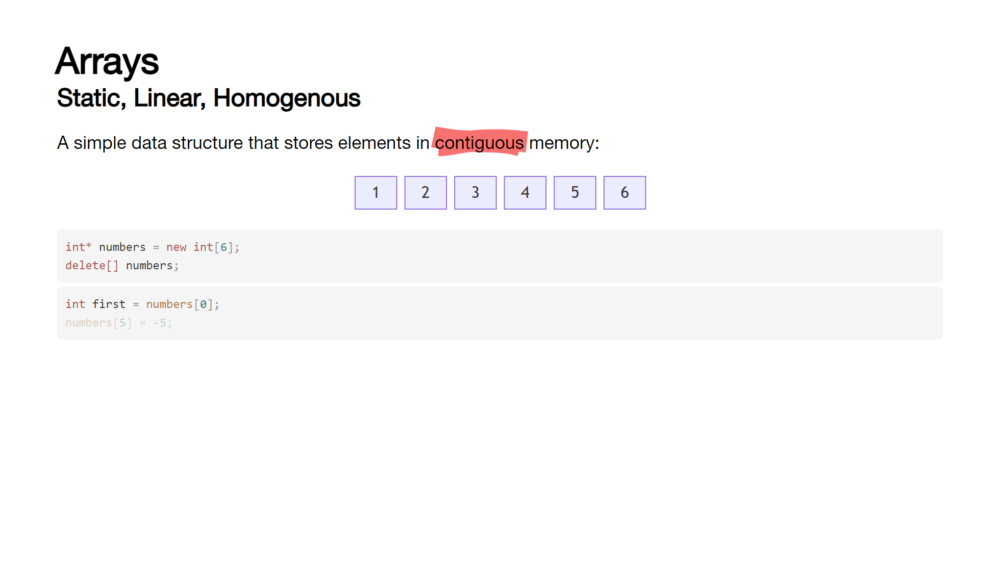 Arrays
Static, Linear, Homogenous
A simple data structure that stores elements in contiguous memory:
1 2 3 4 5 6
int* numbers = new int[6];
delete[] numbers;
int first = numbers[0];
numbers[5] = -5;